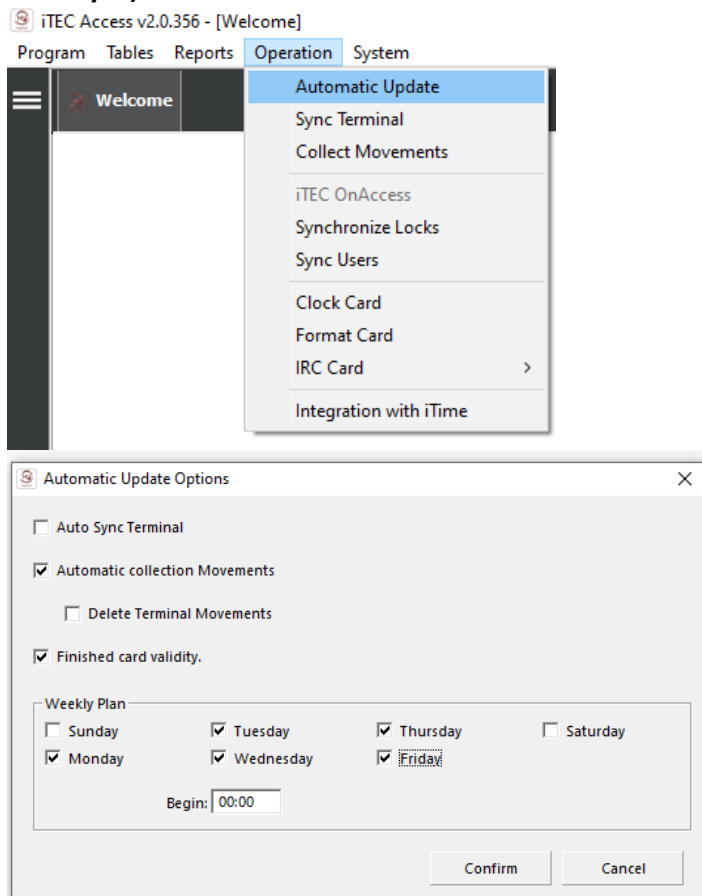 iTEC Access v2.0.356 - [Welcome]
Program Tables Reports Operation System
Welcome
Automatic Update
Sync Terminal
Collect Movements
iTEC OnAccess
Synchronize Locks
Sync Users
Clock Card
Format Card
IRC Card >
Integration with iTime
Automatic Update Options
Auto Sync Terminal
Automatic collection Movements
Delete Terminal Movements
Finished card validity.
Weekly Plan
Sunday Tuesday Thursday Saturday
Monday Wednesday Friday
Begin: 00:00
Confirm Cancel